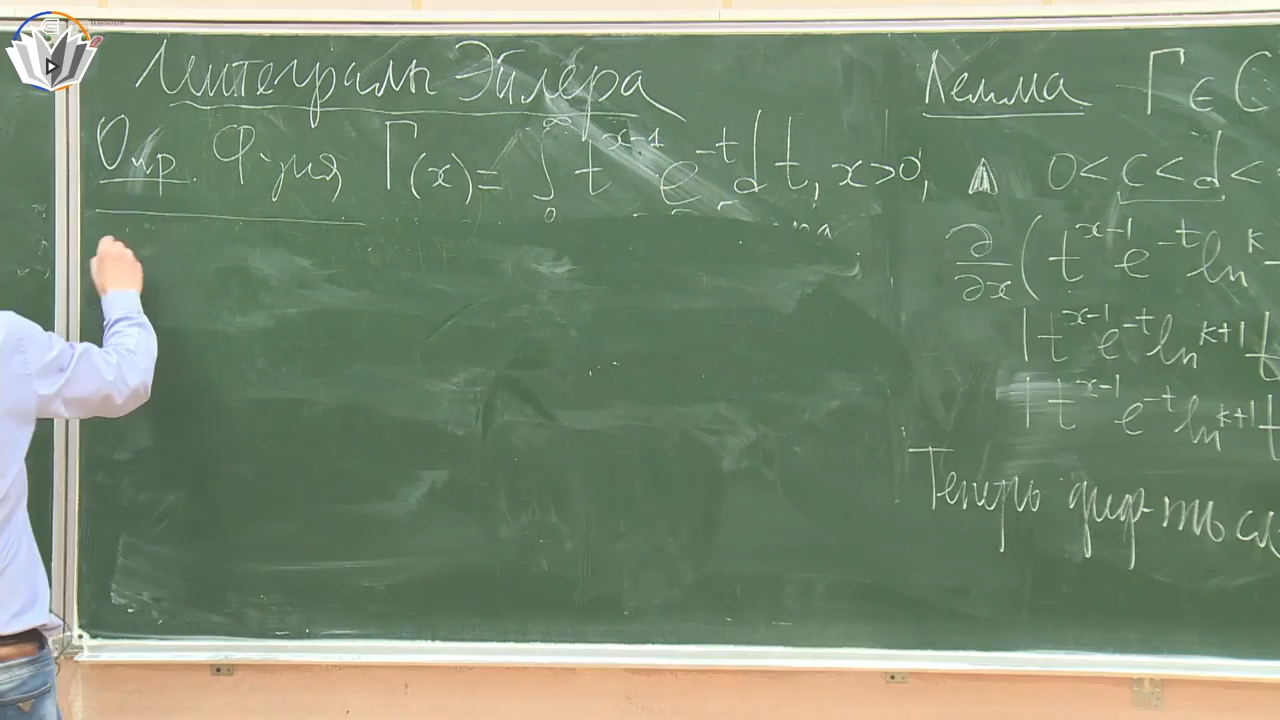 Интегралы Эйлера
Опр. Ф-ция Γ(x)= ∫₀^∞ t^{x-1} e^{-t} dt, x>0,
Лемма Γ ∈ C
▲ 0<c<d<
∂/∂x ( t^{x-1} e^{-t} ln^k
| t^{x-1} e^{-t} ln^{k+1} t
| t^{x-1} e^{-t} ln^{k+1} t
Теперь диф-ть